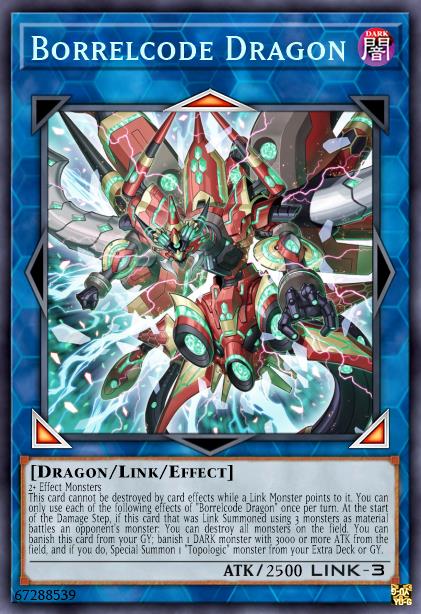 Borrelcode Dragon
DARK
闇
[Dragon/Link/Effect]
2+ Effect Monsters
This card cannot be destroyed by card effects while a Link Monster points to it. You can
only use each of the following effects of "Borrelcode Dragon" once per turn. At the start
of the Damage Step, if this card that was Link Summoned using 3 monsters as material
battles an opponent's monster: You can destroy all monsters on the field. You can
banish this card from your GY; banish 1 DARK monster with 3000 or more ATK from the
field, and if you do, Special Summon 1 "Topologic" monster from your Extra Deck or GY.
ATK/2500 LINK-3
67288539